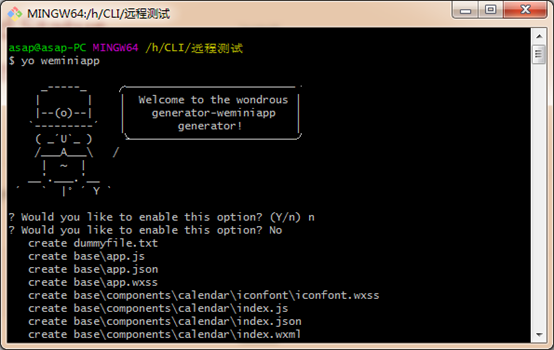 MINGW64:/h/CLI/远程测试
asap@asap-PC MINGW64 /h/CLI/远程测试
$ yo weminiapp
Welcome to the wondrous
generator-weminiapp
generator!
? Would you like to enable this option? (Y/n) n
? Would you like to enable this option? No
create dummyfile.txt
create base\app.js
create base\app.json
create base\app.wxss
create base\components\calendar\iconfont\iconfont.wxss
create base\components\calendar\index.js
create base\components\calendar\index.json
create base\components\calendar\index.wxml